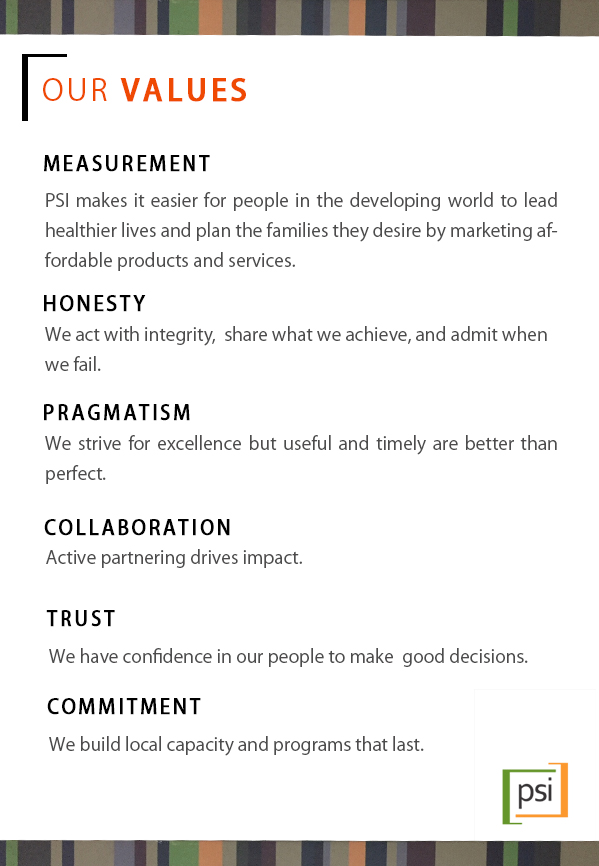 OUR VALUES
MEASUREMENT
PSI makes it easier for people in the developing world to lead
healthier lives and plan the families they desire by marketing af-
fordable products and services.
HONESTY
We act with integrity,  share what we achieve, and admit when
we fail.
PRAGMATISM
We strive for excellence but useful and timely are better than
perfect.
COLLABORATION
Active partnering drives impact.
TRUST
We have confidence in our people to make  good decisions.
COMMITMENT
We build local capacity and programs that last.
psi